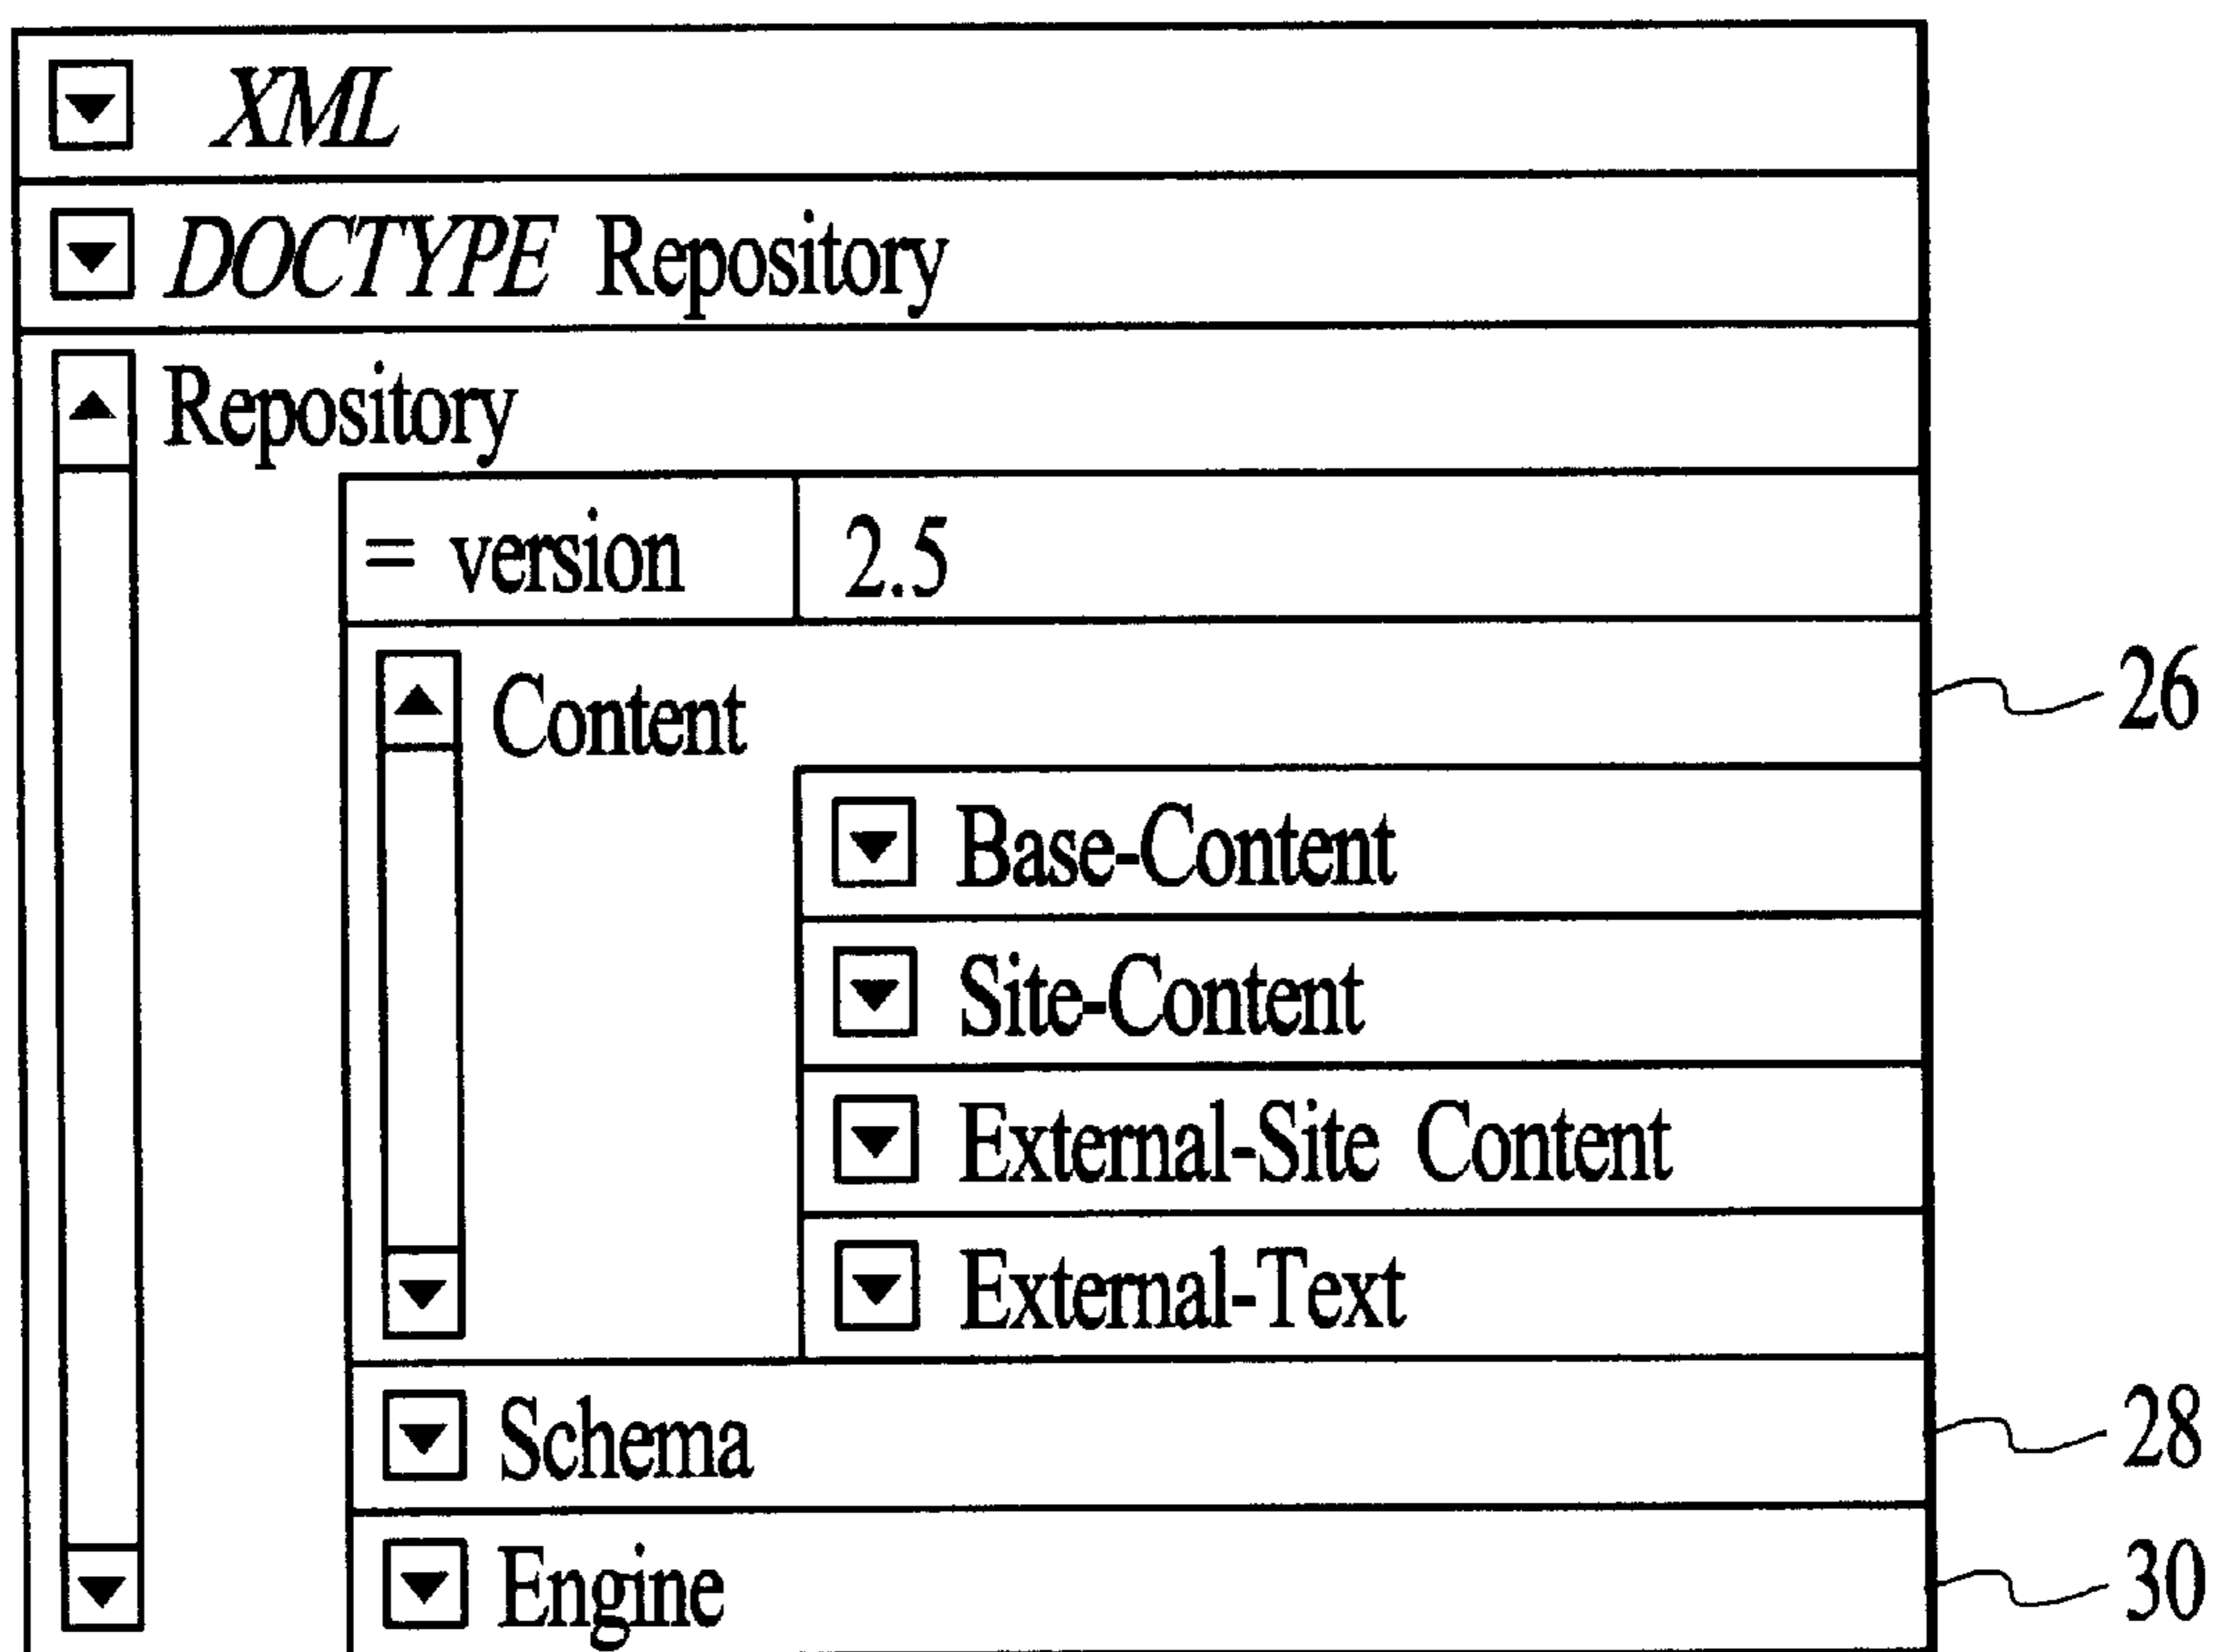 XML
DOCTYPE Repository
Repository
= version 2.5
Content 26
Base-Content
Site-Content
External-Site Content
External-Text
Schema 28
Engine 30